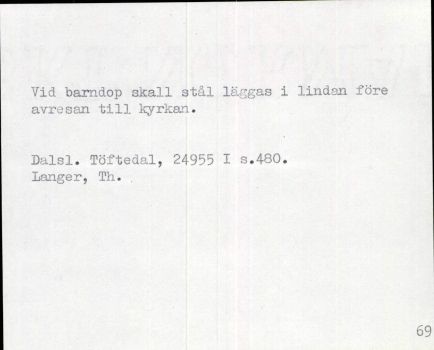 Vid barndop skall stål läggas i lindan före
avresan till kyrkan.
Dalsl. Töftedal, 24955 I s.480.
Langer, Th.
69